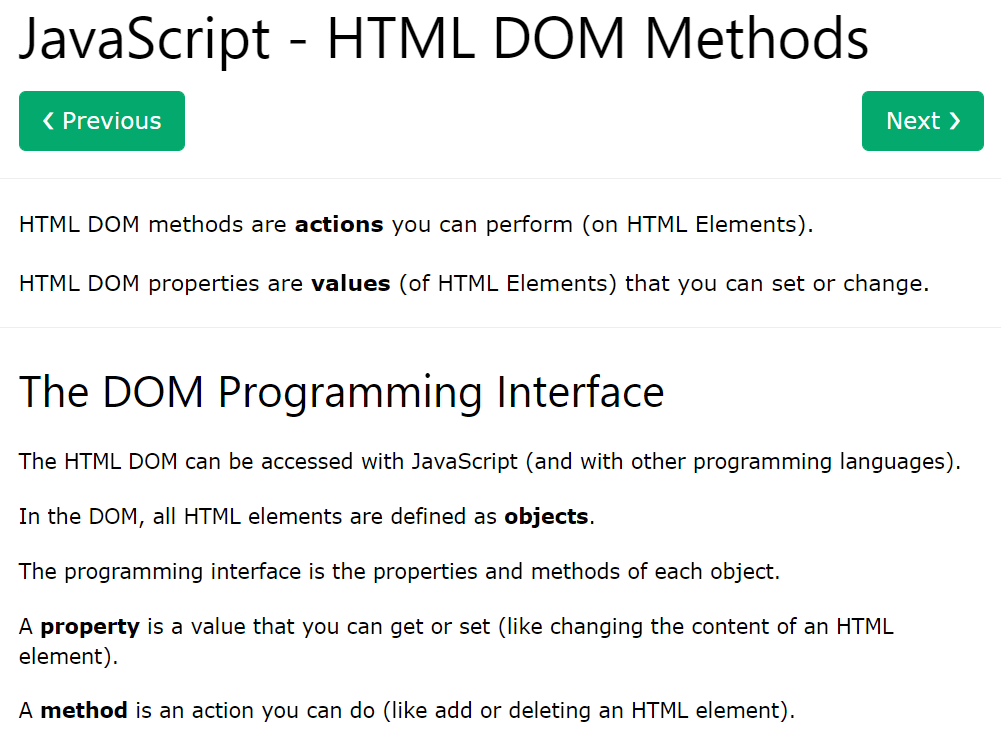 JavaScript - HTML DOM Methods
❮ Previous
Next ❯
HTML DOM methods are actions you can perform (on HTML Elements).
HTML DOM properties are values (of HTML Elements) that you can set or change.
The DOM Programming Interface
The HTML DOM can be accessed with JavaScript (and with other programming languages).
In the DOM, all HTML elements are defined as objects.
The programming interface is the properties and methods of each object.
A property is a value that you can get or set (like changing the content of an HTML
element).
A method is an action you can do (like add or deleting an HTML element).